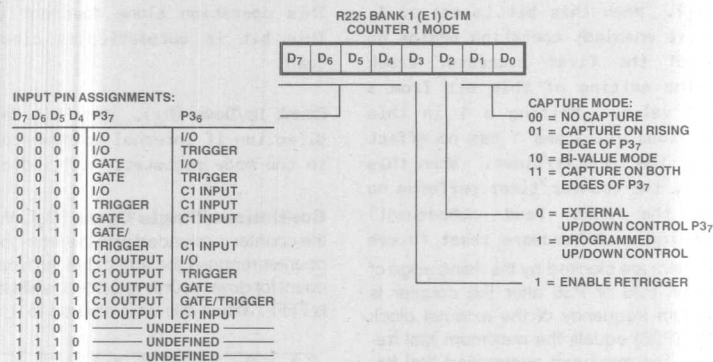 R225 BANK 1 (E1) C1M
COUNTER 1 MODE
D7 D6 D5 D4 D3 D2 D1 D0
INPUT PIN ASSIGNMENTS:
D7 D6 D5 D4 P37 P36
0 0 0 0 I/O I/O
0 0 0 1 I/O TRIGGER
0 0 1 0 GATE I/O
0 0 1 1 GATE TRIGGER
0 1 0 0 I/O C1 INPUT
0 1 0 1 TRIGGER C1 INPUT
0 1 1 0 GATE C1 INPUT
0 1 1 1 GATE/
TRIGGER C1 INPUT
1 0 0 0 C1 OUTPUT I/O
1 0 0 1 C1 OUTPUT TRIGGER
1 0 1 0 C1 OUTPUT GATE
1 0 1 1 C1 OUTPUT GATE/TRIGGER
1 1 0 0 C1 OUTPUT C1 INPUT
1 1 0 1 UNDEFINED
1 1 1 0 UNDEFINED
1 1 1 1 UNDEFINED
CAPTURE MODE:
00 = NO CAPTURE
01 = CAPTURE ON RISING
EDGE OF P37
10 = BI-VALUE MODE
11 = CAPTURE ON BOTH
EDGES OF P37
0 = EXTERNAL
UP/DOWN CONTROL P37
1 = PROGRAMMED
UP/DOWN CONTROL
1 = ENABLE RETRIGGER